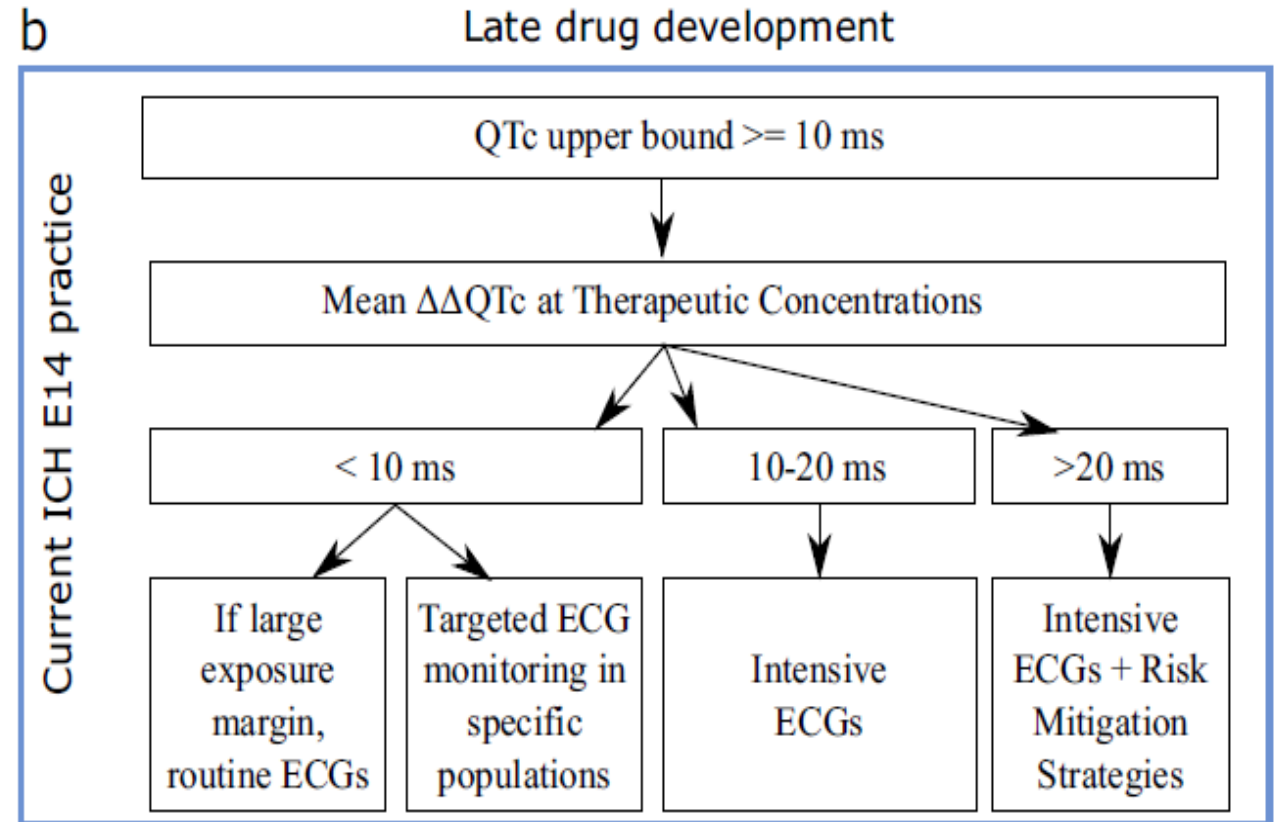 b
Late drug development
Current ICH E14 practice
QTc upper bound >= 10 ms
Mean ΔΔQTc at Therapeutic Concentrations
< 10 ms
10-20 ms
>20 ms
If large
exposure
margin,
routine ECGs
Targeted ECG
monitoring in
specific
populations
Intensive
ECGs
Intensive
ECGs + Risk
Mitigation
Strategies